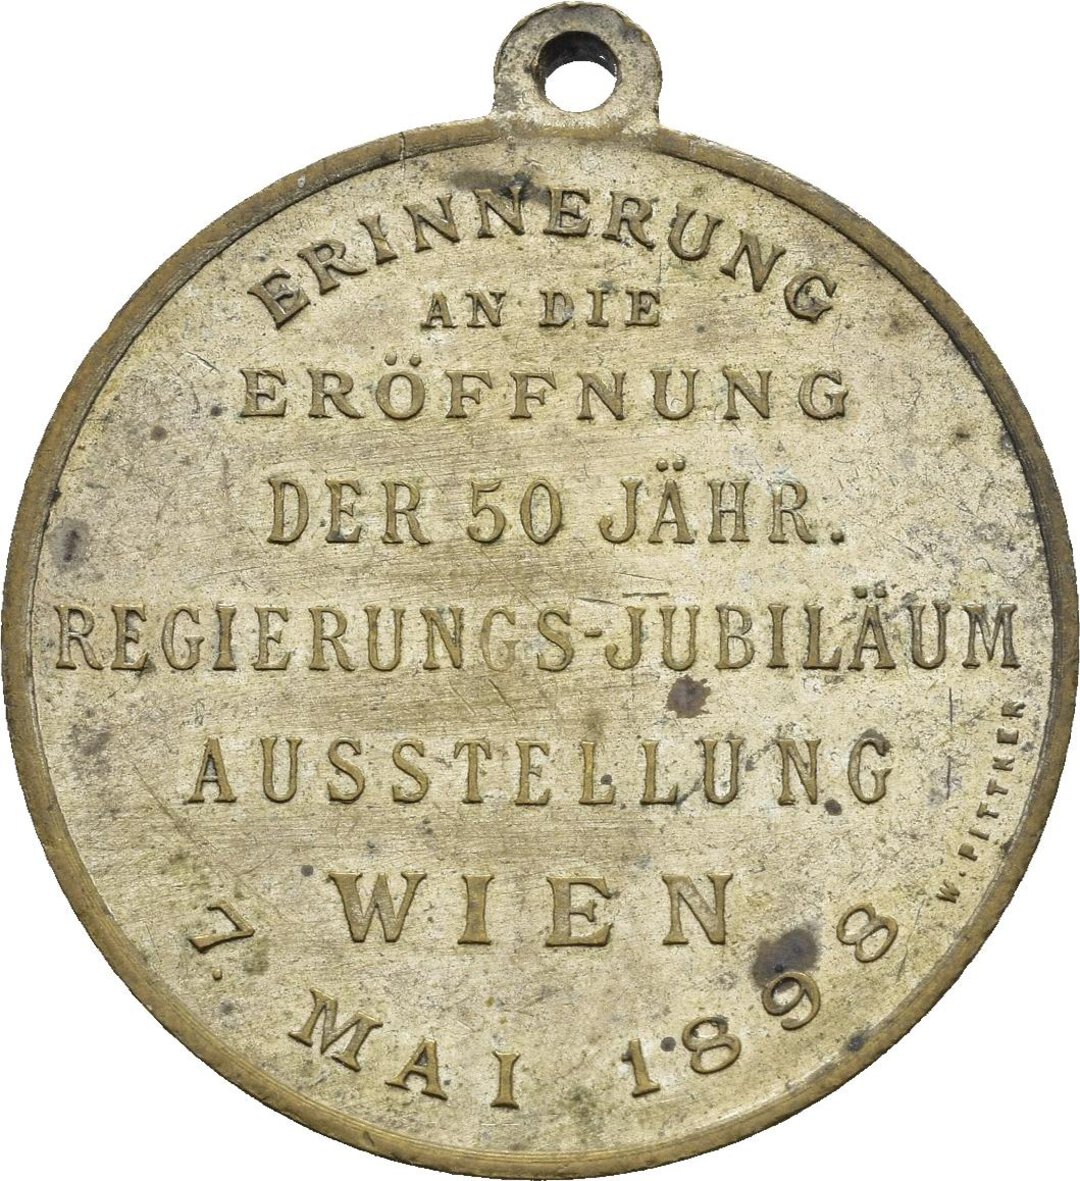 ERINNERUNG
AN DIE
ERÖFFNUNG
DER 50 JÄHR.
REGIERUNGS-JUBILÄUM
AUSSTELLUNG
WIEN
7. MAI 1898
W. PITTNER